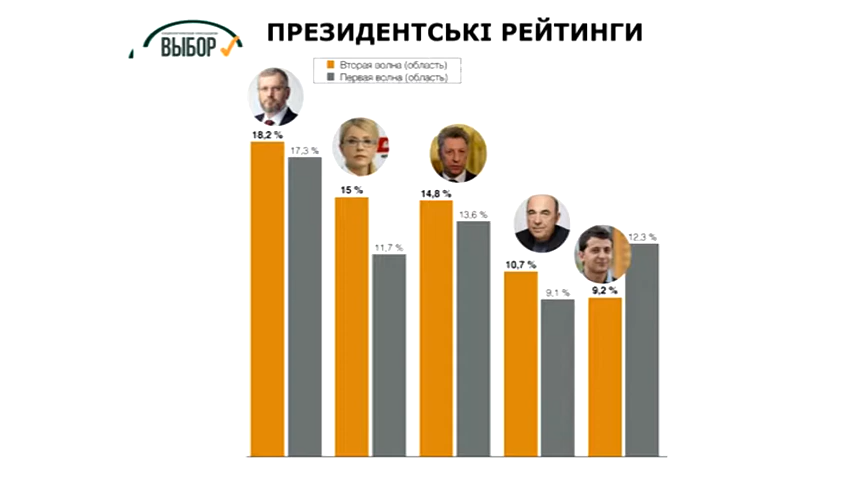 ВЫБОР
ПРЕЗИДЕНТСЬКІ РЕЙТИНГИ
Вторая волна (область)
Первая волна (область)
18,2 %
17,3 %
15 %
11,7 %
14,8 %
13,6 %
10,7 %
9,1 %
9,2 %
12,3 %